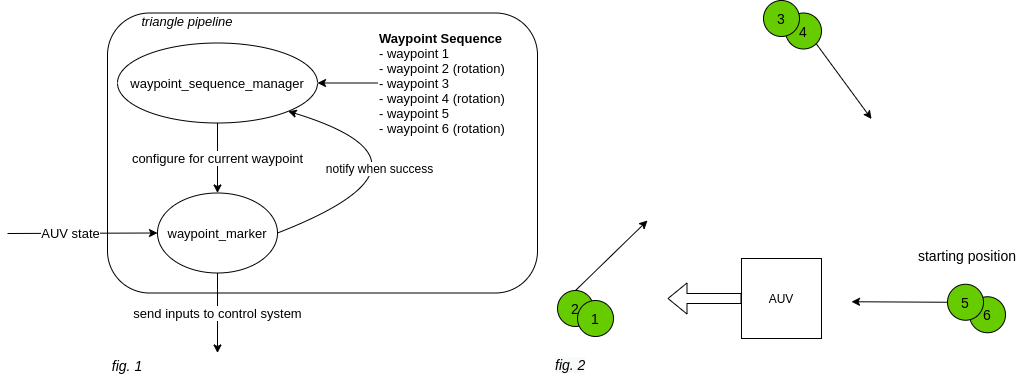 triangle pipeline
waypoint_sequence_manager
Waypoint Sequence
- waypoint 1
- waypoint 2 (rotation)
- waypoint 3
- waypoint 4 (rotation)
- waypoint 5
- waypoint 6 (rotation)
configure for current waypoint
notify when success
AUV state
waypoint_marker
send inputs to control system
fig. 1
3
4
starting position
2
1
AUV
5
6
fig. 2